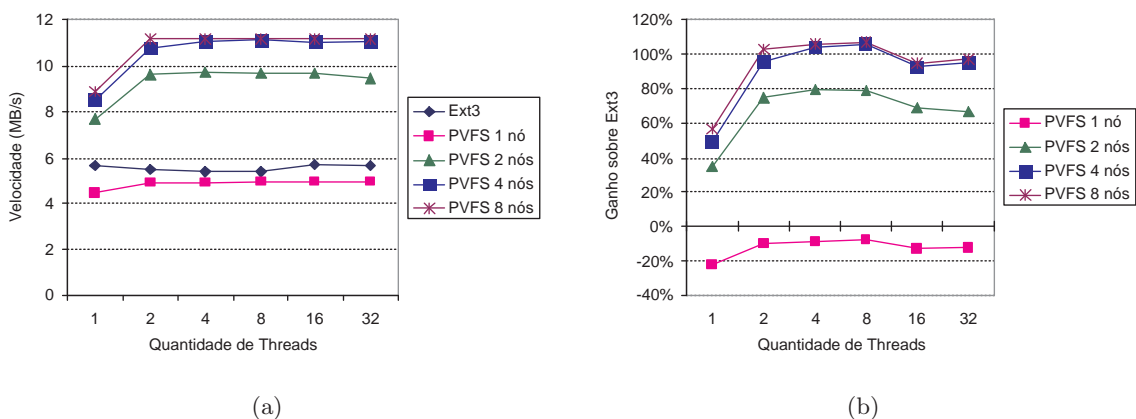 Velocidade (MB/s)
12
10
8
6
4
2
0
1 2 4 8 16 32
Quantidade de Threads
Ext3
PVFS 1 nó
PVFS 2 nós
PVFS 4 nós
PVFS 8 nós
(a)
Ganho sobre Ext3
120%
100%
80%
60%
40%
20%
0%
-20%
-40%
1 2 4 8 16 32
Quantidade de Threads
PVFS 1 nó
PVFS 2 nós
PVFS 4 nós
PVFS 8 nós
(b)